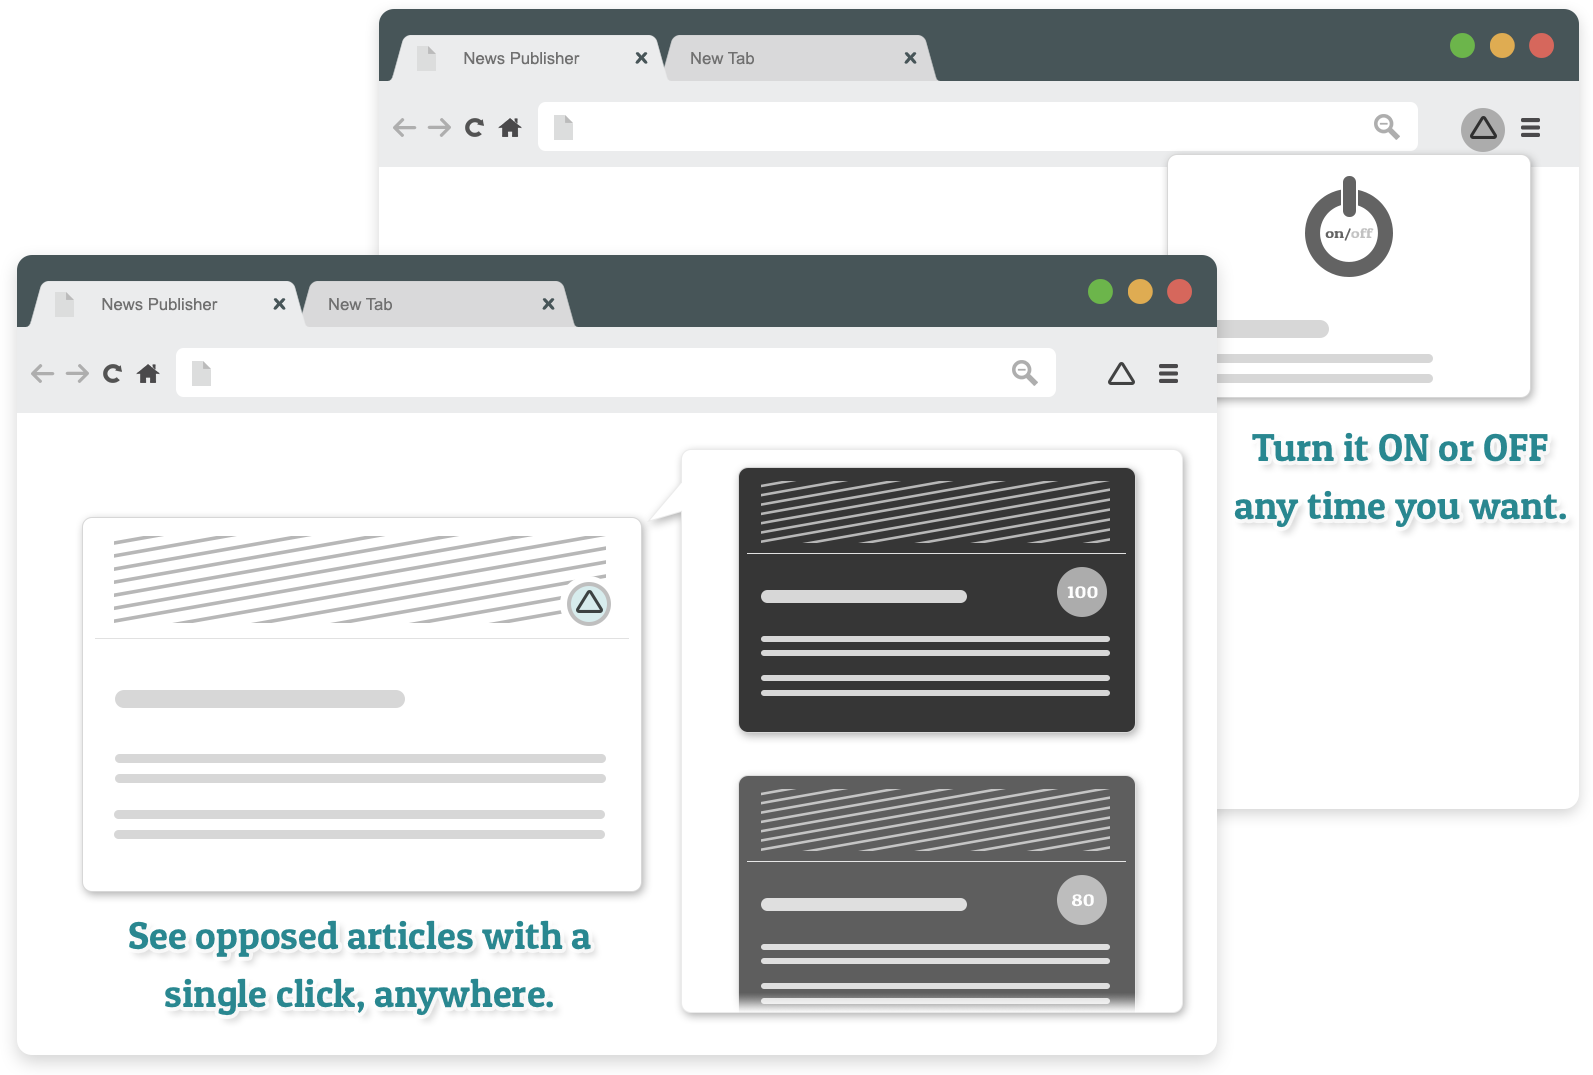 News Publisher
New Tab
on/off
Turn it ON or OFF
any time you want.
News Publisher
New Tab
100
80
See opposed articles with a
single click, anywhere.